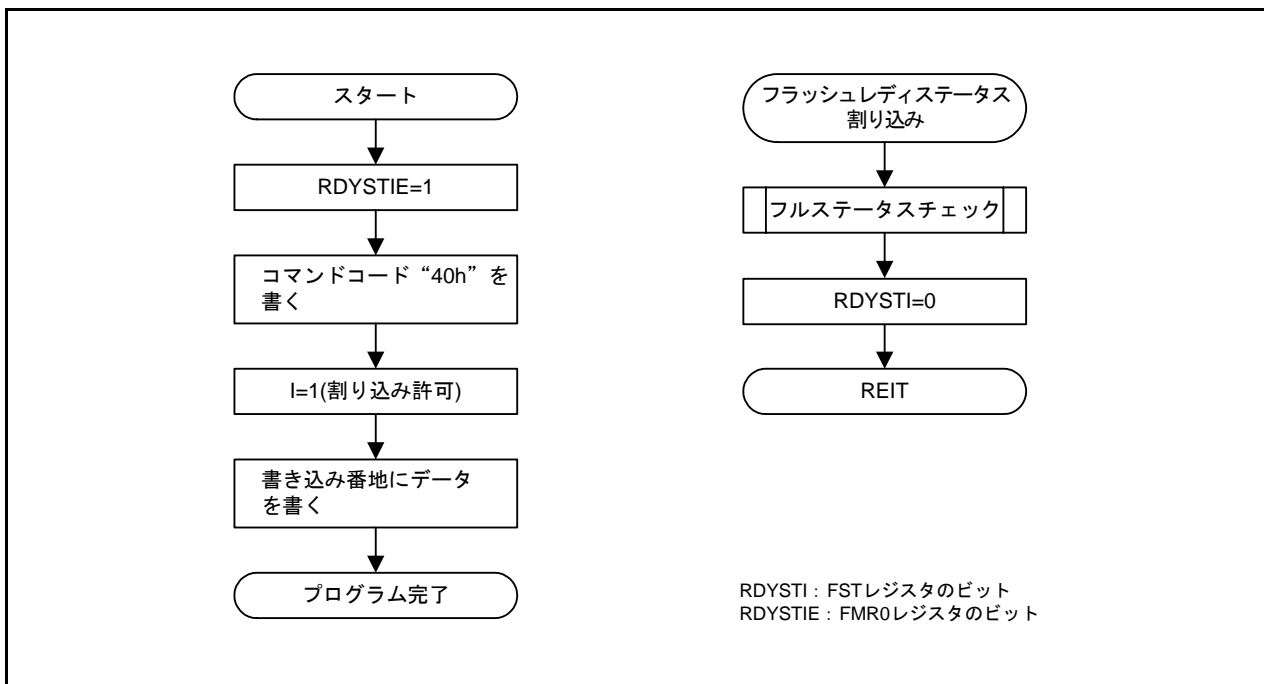 スタート
RDYSTIE=1
コマンドコード“40h”を
書く
I=1(割り込み許可)
書き込み番地にデータ
を書く
プログラム完了
フラッシュレディステータス
割り込み
フルステータスチェック
RDYSTI=0
REIT
RDYSTI : FSTレジスタのビット
RDYSTIE : FMR0レジスタのビット